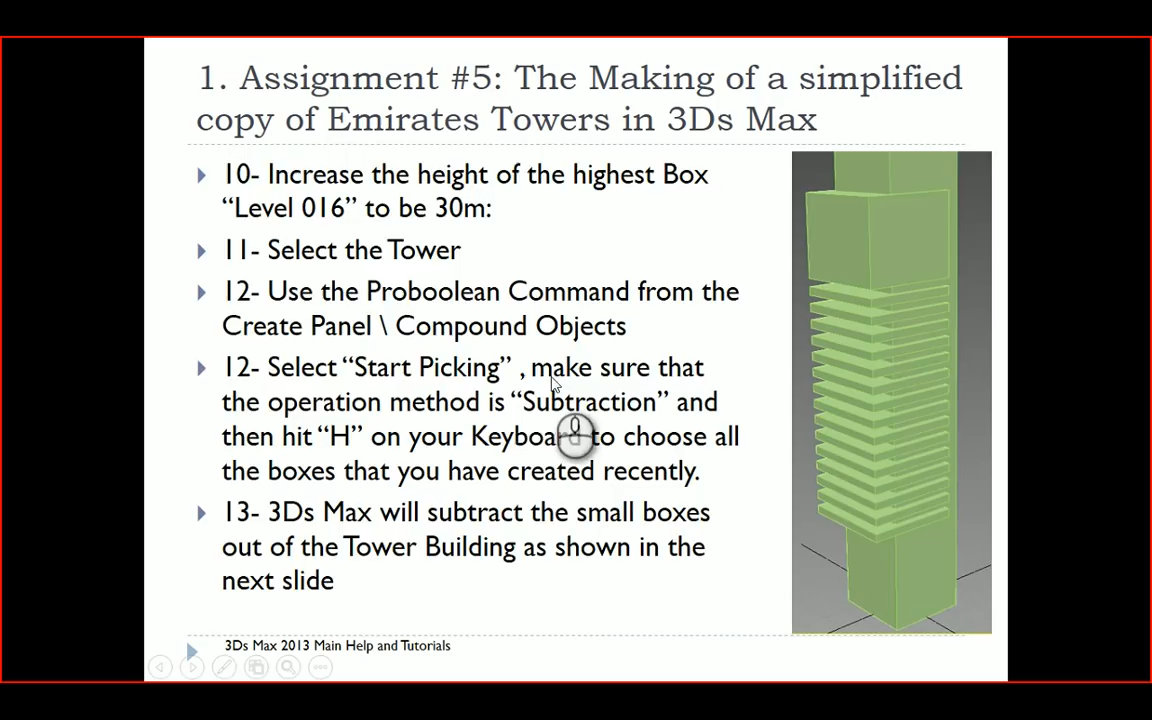 1. Assignment #5: The Making of a simplified
copy of Emirates Towers in 3Ds Max
10- Increase the height of the highest Box
“Level 016” to be 30m:
11- Select the Tower
12- Use the Proboolean Command from the
Create Panel \ Compound Objects
12- Select “Start Picking” , make sure that
the operation method is “Subtraction” and
then hit “H” on your Keyboard to choose all
the boxes that you have created recently.
13- 3Ds Max will subtract the small boxes
out of the Tower Building as shown in the
next slide
3Ds Max 2013 Main Help and Tutorials